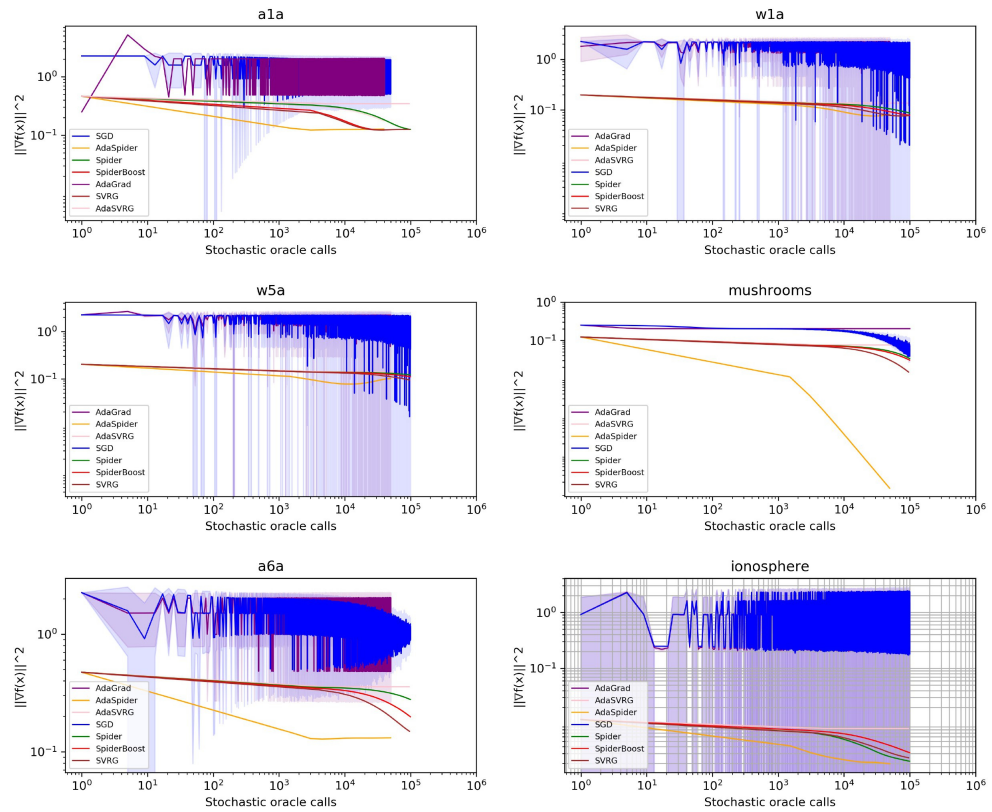 a1a
||∇f(x)||^2
10^0
10^-1
SGD
AdaSpider
Spider
SpiderBoost
AdaGrad
SVRG
AdaSVRG
10^0 10^1 10^2 10^3 10^4 10^5 10^6
Stochastic oracle calls
w1a
||∇f(x)||^2
10^0
10^-1
AdaGrad
AdaSpider
AdaSVRG
SGD
Spider
SpiderBoost
SVRG
10^0 10^1 10^2 10^3 10^4 10^5 10^6
Stochastic oracle calls
w5a
||∇f(x)||^2
10^0
10^-1
AdaGrad
AdaSpider
AdaSVRG
SGD
Spider
SpiderBoost
SVRG
10^0 10^1 10^2 10^3 10^4 10^5 10^6
Stochastic oracle calls
mushrooms
||∇f(x)||^2
10^0
10^-1
AdaGrad
AdaSVRG
AdaSpider
SGD
Spider
SpiderBoost
SVRG
10^0 10^1 10^2 10^3 10^4 10^5 10^6
Stochastic oracle calls
a6a
||∇f(x)||^2
10^0
10^-1
AdaGrad
AdaSpider
AdaSVRG
SGD
Spider
SpiderBoost
SVRG
10^0 10^1 10^2 10^3 10^4 10^5 10^6
Stochastic oracle calls
ionosphere
||∇f(x)||^2
10^0
10^-1
AdaGrad
AdaSVRG
AdaSpider
SGD
Spider
SpiderBoost
SVRG
10^0 10^1 10^2 10^3 10^4 10^5 10^6
Stochastic oracle calls